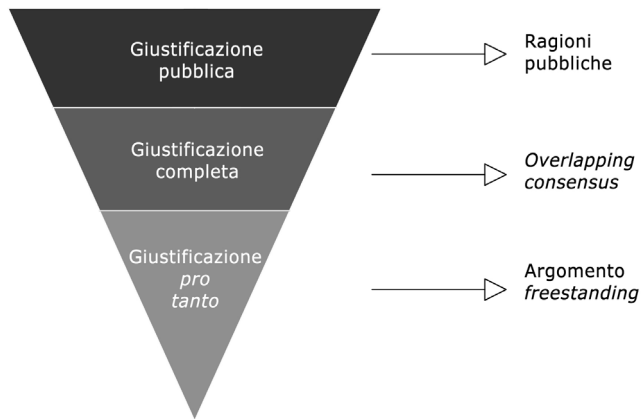 Giustificazione
pubblica
Ragioni
pubbliche
Giustificazione
completa
Overlapping
consensus
Giustificazione
pro
tanto
Argomento
freestanding